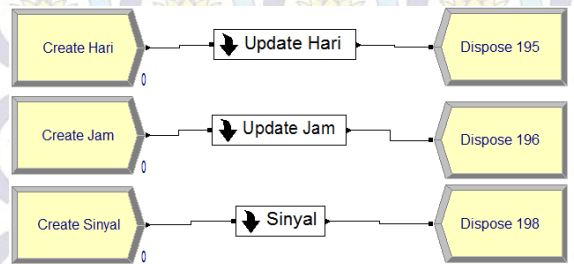 Create Hari Update Hari Dispose 195
0
Create Jam Update Jam Dispose 196
0
Create Sinyal Sinyal Dispose 198
0